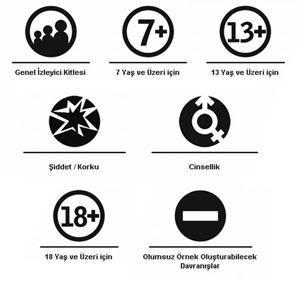 7+
13+
Genel İzleyici Kitlesi
7 Yaş ve Üzeri için
13 Yaş ve Üzeri için
Şiddet / Korku
Cinsellik
18+
18 Yaş ve Üzeri için
Olumsuz Örnek Oluşturabilecek
Davranışlar